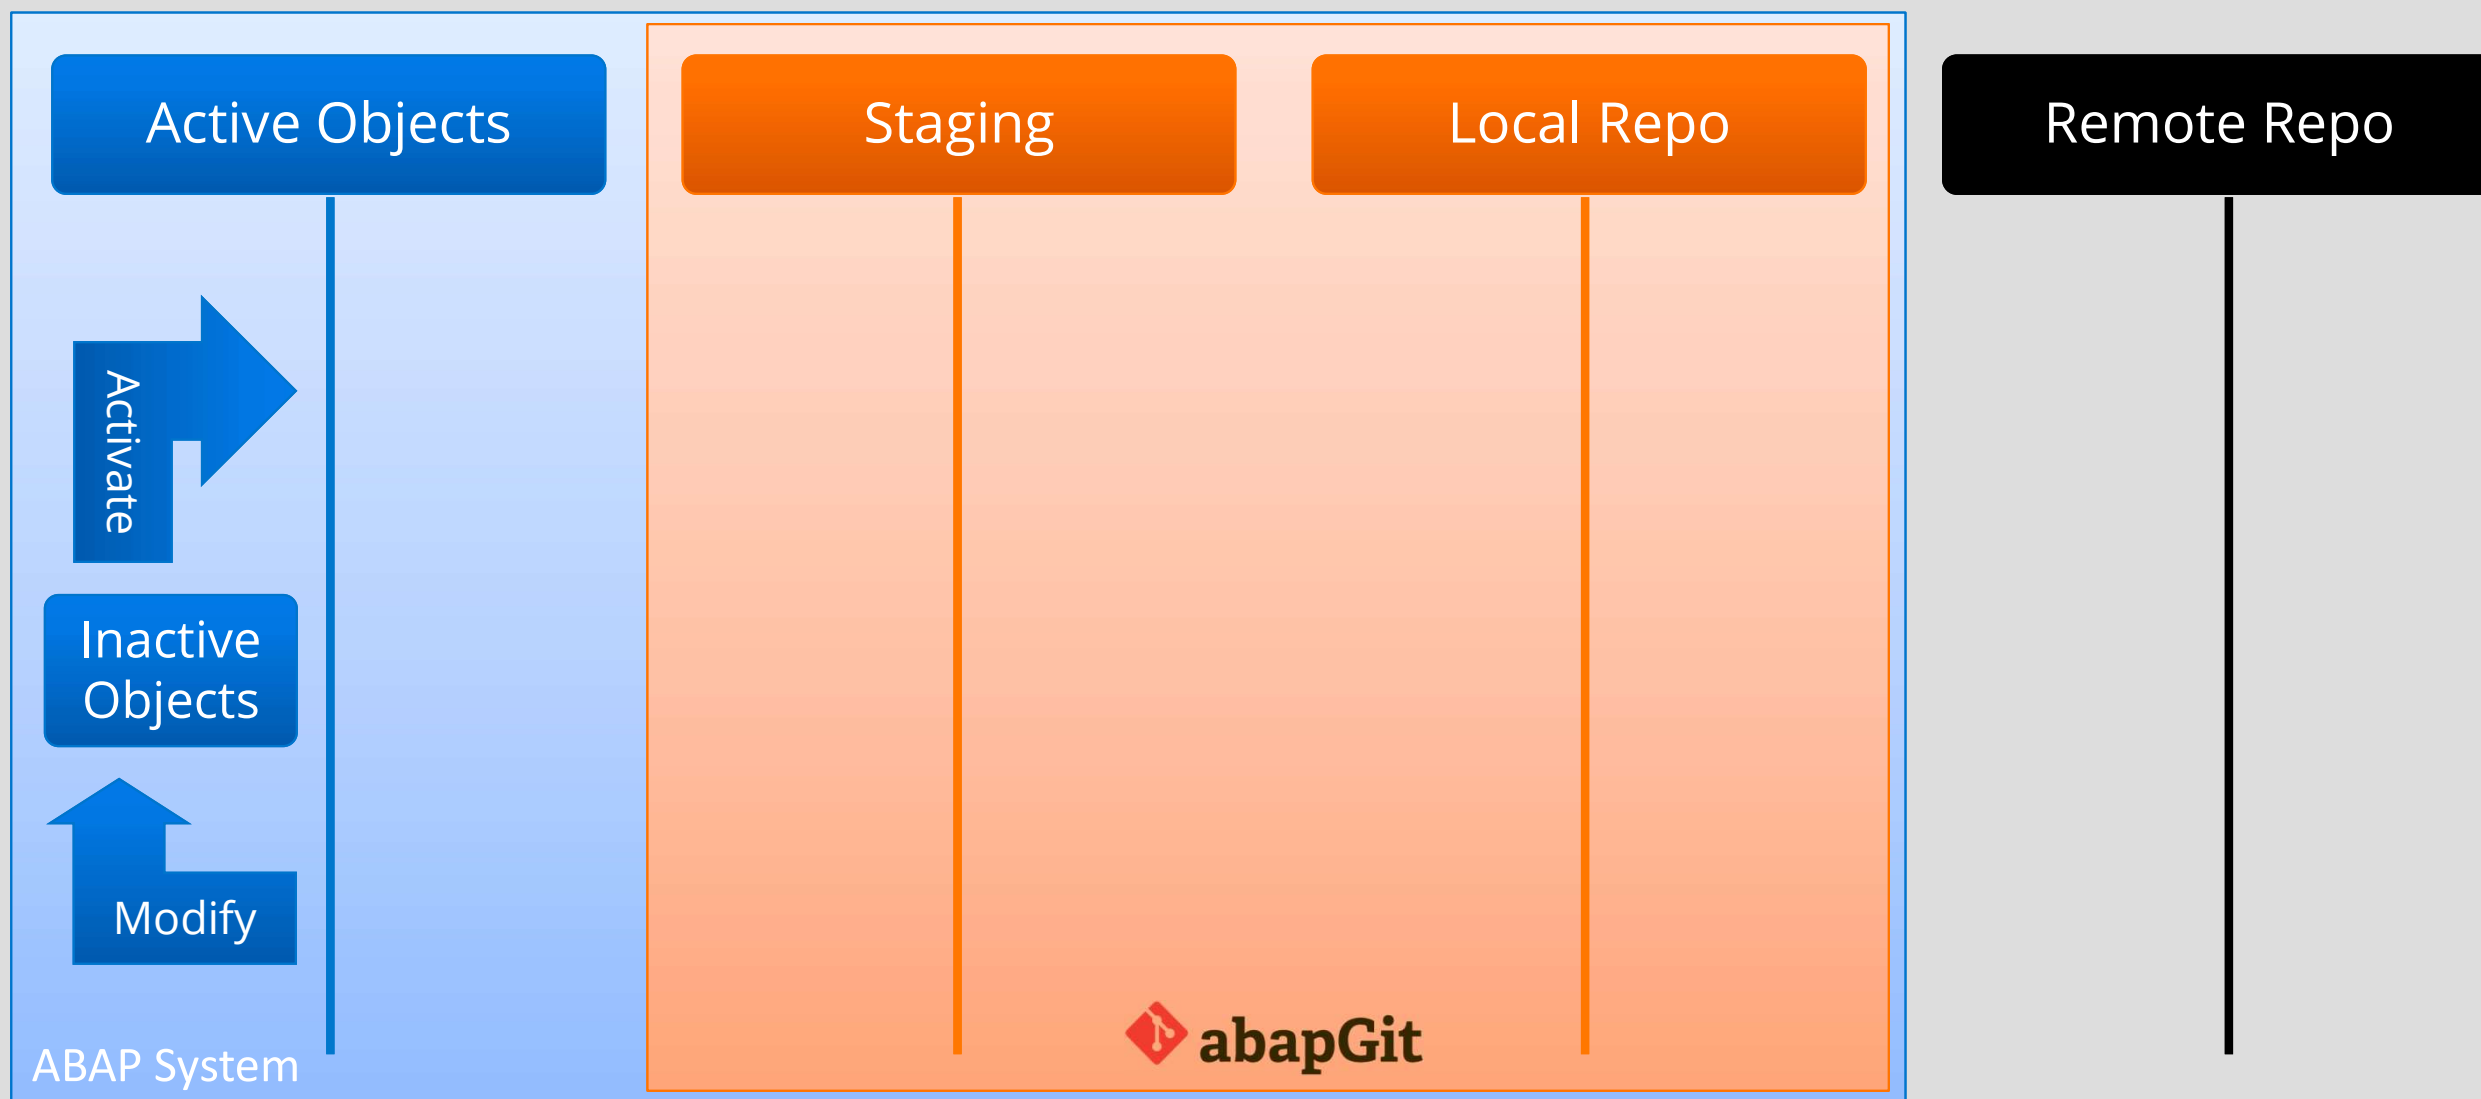 Active Objects
Staging
Local Repo
Remote Repo
Activate
Inactive
Objects
Modify
ABAP System
abapGit